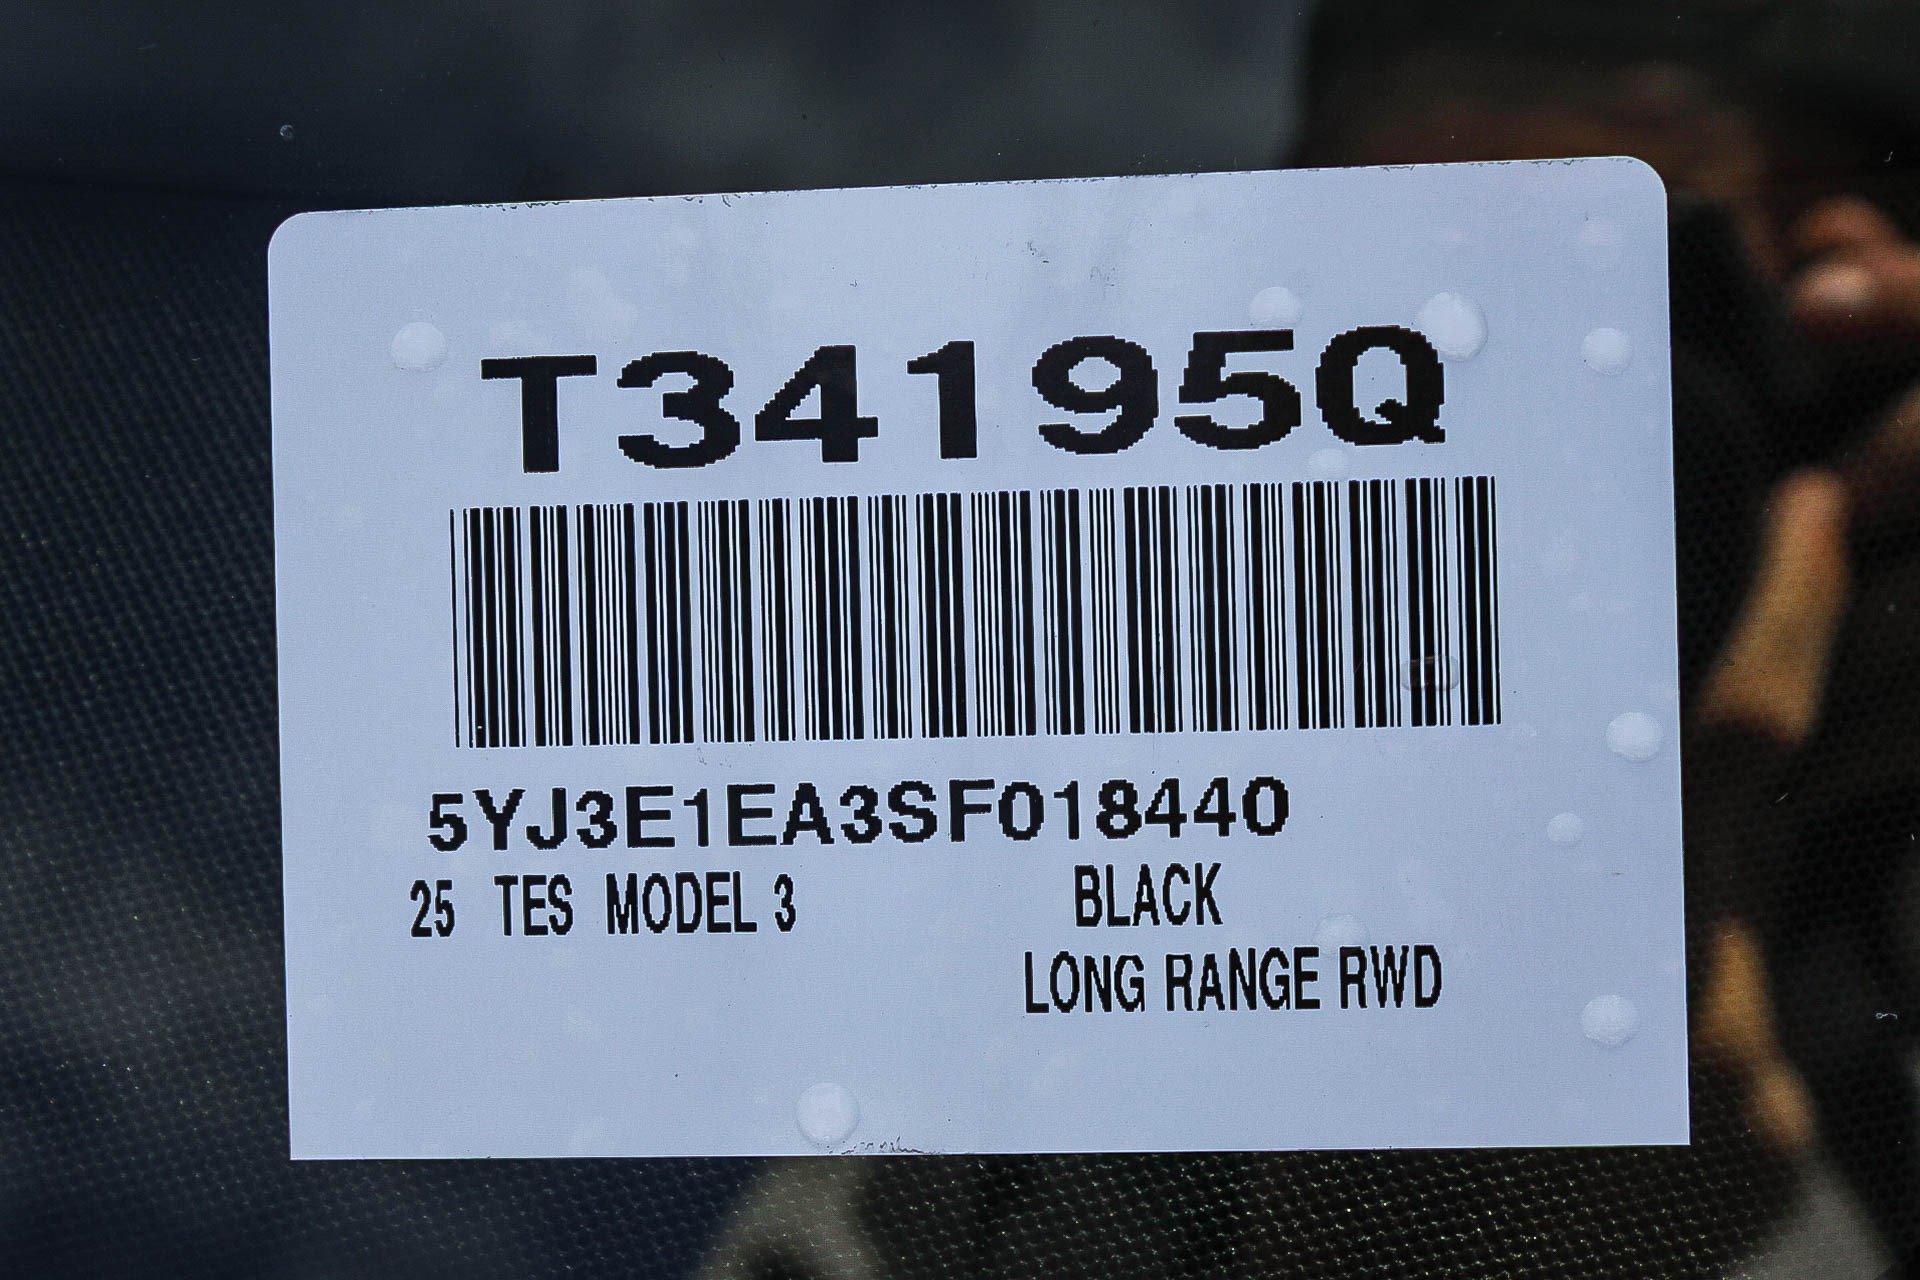 T34195Q
5YJ3E1EA3SF018440
25 TES MODEL 3 BLACK
LONG RANGE RWD